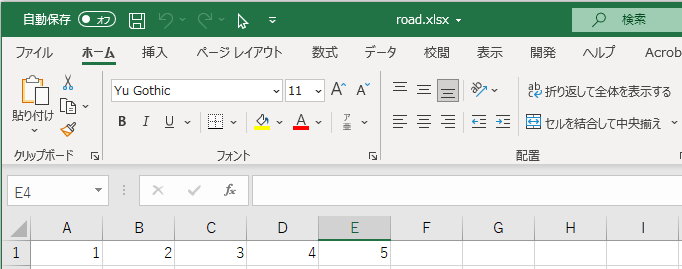 自動保存 オフ road.xlsx 検索
ファイル ホーム 挿入 ページ レイアウト 数式 データ 校閲 表示 開発 ヘルプ Acrob
貼り付け Yu Gothic 11 A A ab 折り返して全体を表示する
B I U A ア亜 セルを結合して中央揃え
クリップボード フォント 配置
E4 fx
A B C D E F G H I
1 1 2 3 4 5